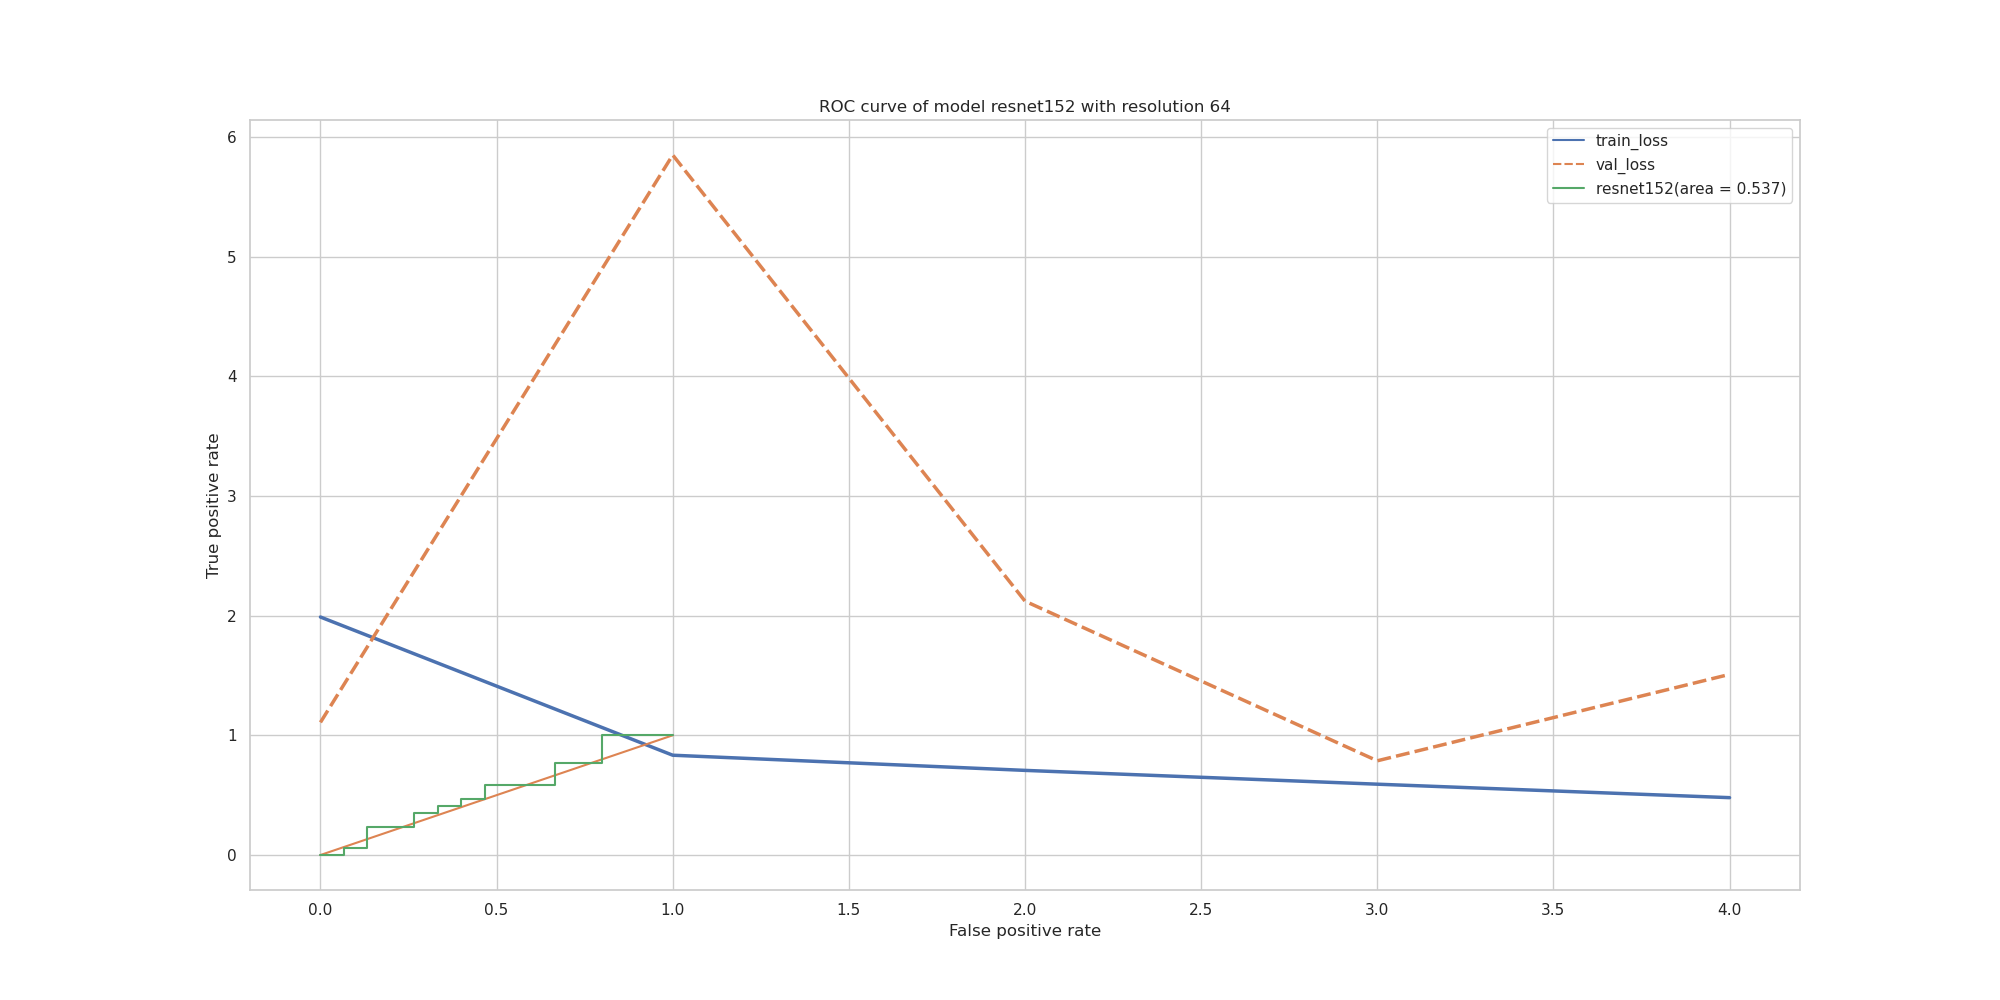 ROC curve of model resnet152 with resolution 64
6
5
4
3
2
1
0
True positive rate
train_loss
val_loss
resnet152(area = 0.537)
0.0 0.5 1.0 1.5 2.0 2.5 3.0 3.5 4.0
False positive rate